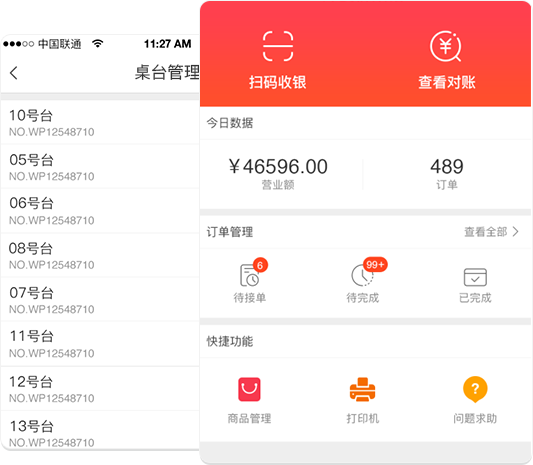 中国联通 11:27 AM
桌台管理
10号台
NO.WP12548710
05号台
NO.WP12548710
06号台
NO.WP12548710
08号台
NO.WP12548710
07号台
NO.WP12548710
11号台
NO.WP12548710
12号台
NO.WP12548710
13号台
NO.WP12548710
扫码收银 查看对账
今日数据
￥46596.00 489
营业额 订单
订单管理 查看全部
6 99+
待接单 待完成 已完成
快捷功能
商品管理 打印机 问题求助